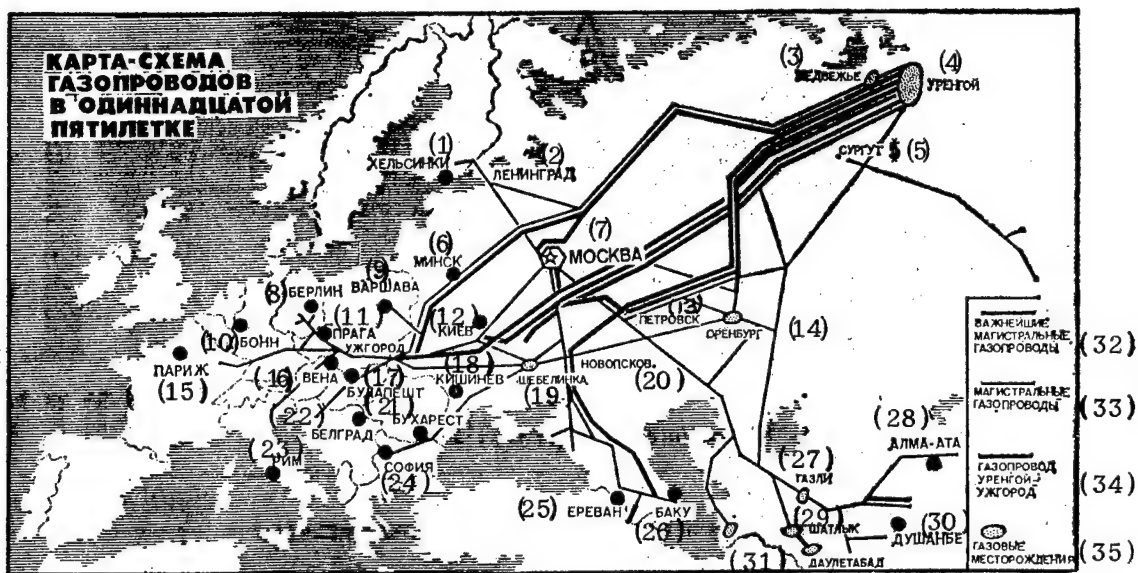 КАРТА-СХЕМА
ГАЗОПРОВОДОВ
В ОДИННАДЦАТОЙ
ПЯТИЛЕТКЕ
(3)
МЕДВЕЖЬЕ
(4)
УРЕНГОЙ
(1)
ХЕЛЬСИНКИ
(2)
ЛЕНИНГРАД
СУРГУТ
(5)
(6)
МИНСК
(7)
МОСКВА
(8)
БЕРЛИН
(9)
ВАРШАВА
(10)
БОНН
(11)
ПРАГА
УЖГОРОД
(12)
КИЕВ
(13)
ПЕТРОВСК
ОРЕНБУРГ
(14)
ПАРИЖ
(15)
(16)
ВЕНА
(17)
БУДАПЕШТ
(18)
КИШИНЕВ
ШЕБЕЛИНКА
(19)
НОВОПСКОВ.
(20)
(21)
БУХАРЕСТ
(22)
БЕЛГРАД
(23)
РИМ
СОФИЯ
(24)
(25)
ЕРЕВАН
БАКУ
(26)
(27)
ГАЗЛИ
(28)
АЛМА-АТА
(29)
ШАТЛЫК
(30)
ДУШАНБЕ
(31)
ДАУЛЕТАБАД
ВАЖНЕЙШИЕ
МАГИСТРАЛЬНЫЕ
ГАЗОПРОВОДЫ
(32)
МАГИСТРАЛЬНЫЕ
ГАЗОПРОВОДЫ
(33)
ГАЗОПРОВОД
УРЕНГОЙ-
УЖГОРОД
(34)
ГАЗОВЫЕ
МЕСТОРОЖДЕНИЯ
(35)